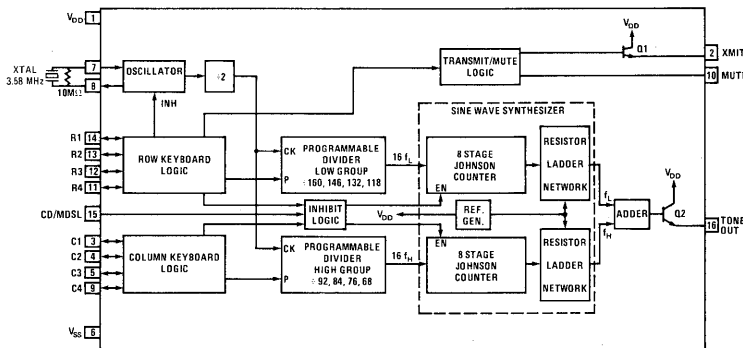 VDD 1
VDD
Q1
2 XMIT
10 MUTE
XTAL
3.58 MHz
7
8
10MΩ
OSCILLATOR
÷2
INH
TRANSMIT/MUTE
LOGIC
SINE WAVE SYNTHESIZER
R1 14
R2 13
R3 12
R4 11
ROW KEYBOARD
LOGIC
CK
P
PROGRAMMABLE
DIVIDER
LOW GROUP
÷160, 146, 132, 118
16 fL
8 STAGE
JOHNSON
COUNTER
EN
RESISTOR
LADDER
NETWORK
fL
VDD
CD/MDSL 15
INHIBIT
LOGIC
VDD
REF.
GEN.
ADDER
Q2
16 TONE
OUT
fH
C1 3
C2 4
C3 5
C4 9
COLUMN KEYBOARD
LOGIC
CK
P
PROGRAMMABLE
DIVIDER
HIGH GROUP
÷92, 84, 76, 68
16 fH
EN
8 STAGE
JOHNSON
COUNTER
RESISTOR
LADDER
NETWORK
VSS 6